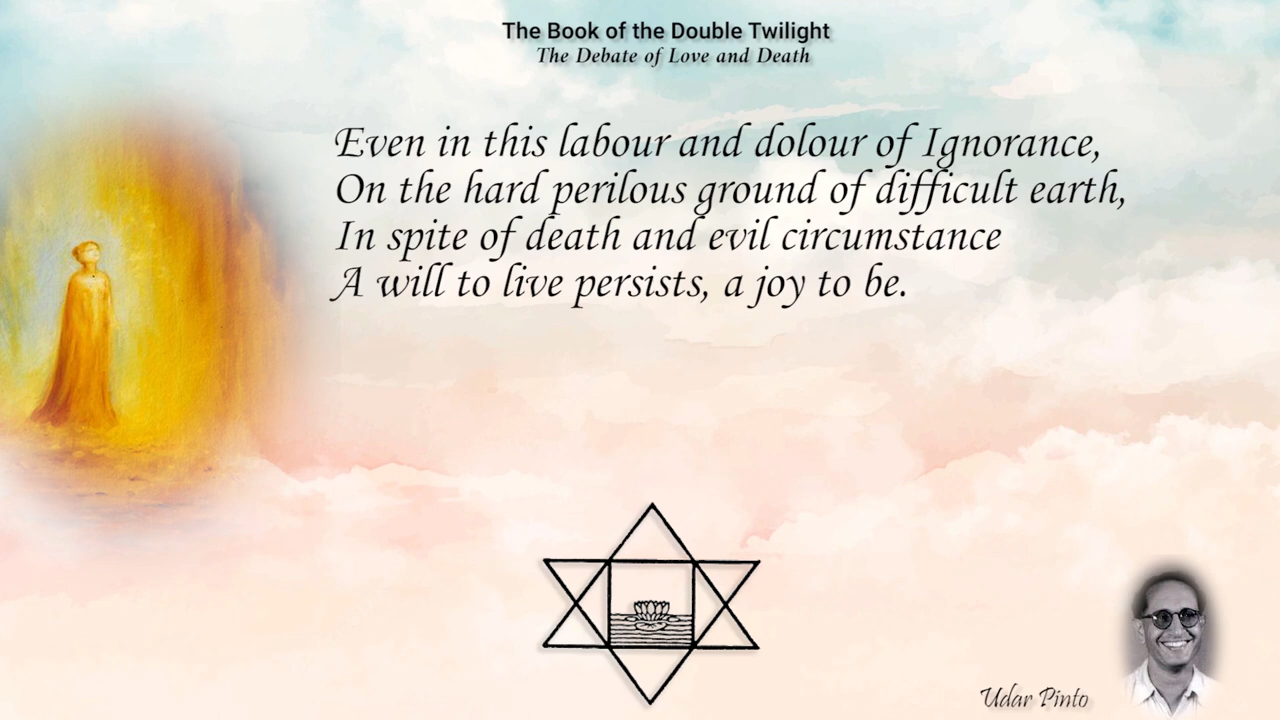 The Book of the Double Twilight
The Debate of Love and Death
Even in this labour and dolour of Ignorance,
On the hard perilous ground of difficult earth,
In spite of death and evil circumstance
A will to live persists, a joy to be.
Udar Pinto